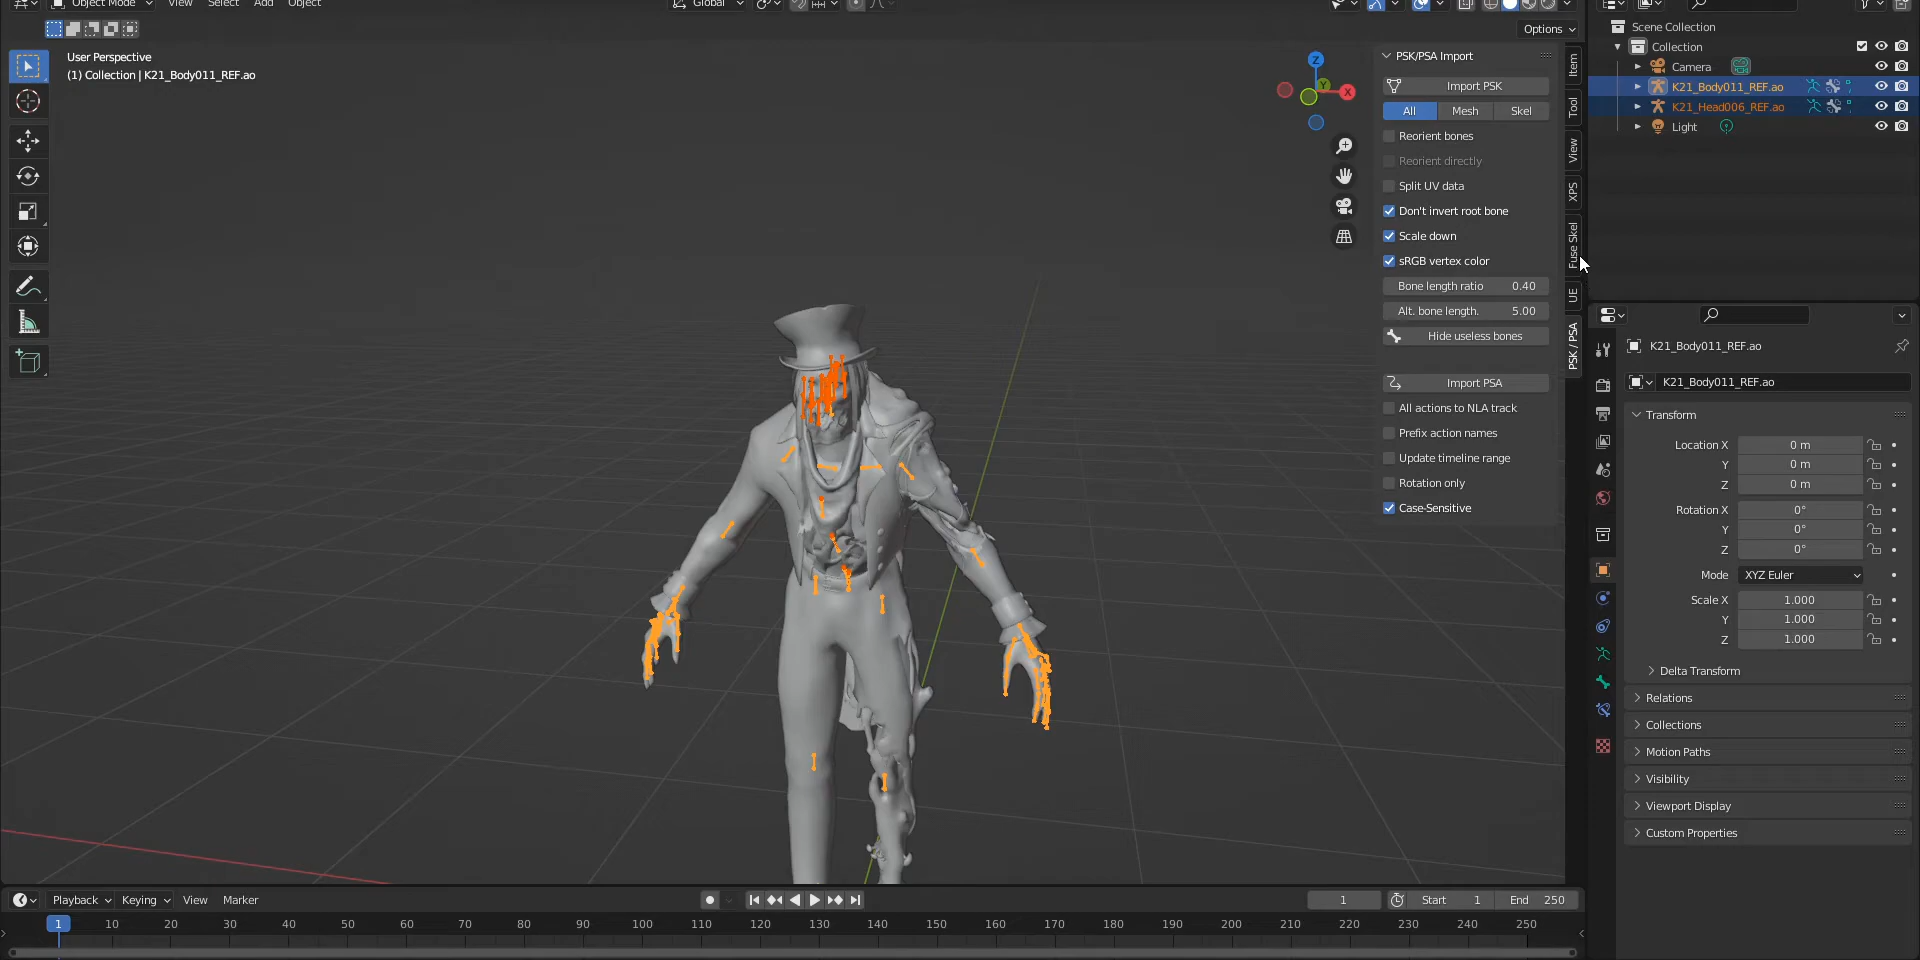 Object Mode View Select Add Object Global
Options
User Perspective
(1) Collection | K21_Body011_REF.ao
Z
Y
X
PSK/PSA Import
Import PSK
All Mesh Skel
Reorient bones
Reorient directly
Split UV data
Don't invert root bone
Scale down
sRGB vertex color
Bone length ratio 0.40
Alt. bone length. 5.00
Hide useless bones
Import PSA
All actions to NLA track
Prefix action names
Update timeline range
Rotation only
Case-Sensitive
Item
Tool
View
XPS
Fuse Skel
UE
PSK / PSA
Scene Collection
Collection
Camera
K21_Body011_REF.ao
K21_Head006_REF.ao
Light
K21_Body011_REF.ao
K21_Body011_REF.ao
Transform
Location X 0 m
Y 0 m
Z 0 m
Rotation X 0°
Y 0°
Z 0°
Mode XYZ Euler
Scale X 1.000
Y 1.000
Z 1.000
Delta Transform
Relations
Collections
Motion Paths
Visibility
Viewport Display
Custom Properties
Playback Keying View Marker 1 Start 1 End 250
1 10 20 30 40 50 60 70 80 90 100 110 120 130 140 150 160 170 180 190 200 210 220 230 240 250